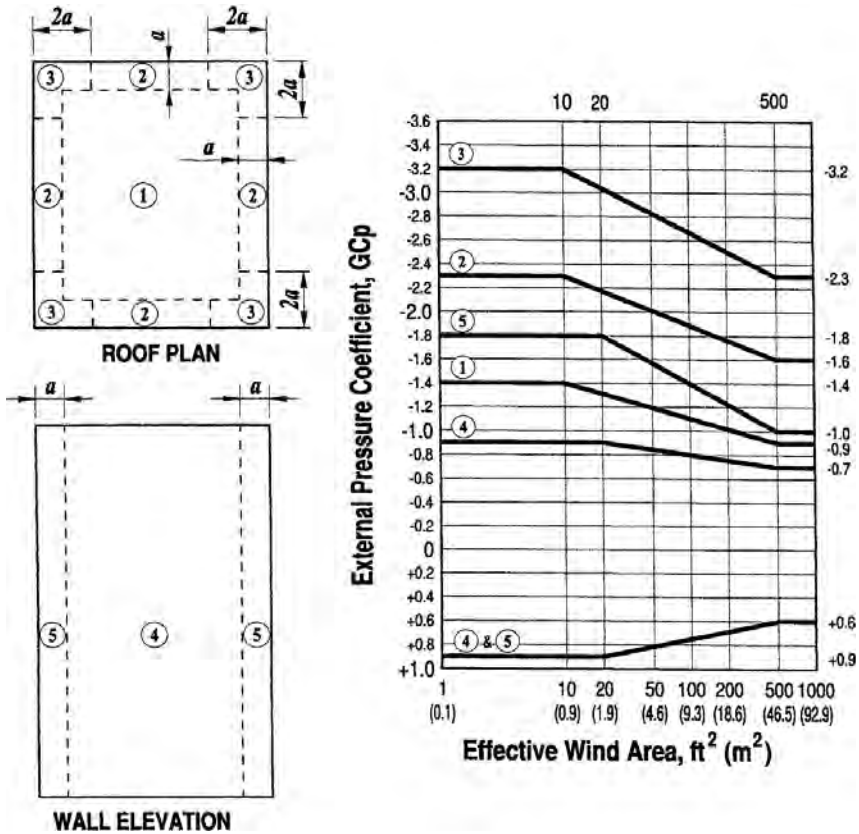 2a 2a
a
3 2 3
2a
a
2 1 2
2a
3 2 3
ROOF PLAN
a a
5 4 5
WALL ELEVATION
10 20 500
-3.6
-3.4
-3.2 3 -3.2
-3.0
-2.8
-2.6
-2.4 2
-2.2 -2.3
-2.0
-1.8 5 -1.8
-1.6 1 -1.6
-1.4 -1.4
-1.2 4
-1.0 -1.0
-0.8 -0.9
-0.6 -0.7
-0.4
-0.2
0
+0.2
+0.4
+0.6 +0.6
+0.8 4 & 5 +0.9
+1.0
External Pressure Coefficient, GCp
1 10 20 50 100 200 500 1000
(0.1) (0.9) (1.9) (4.6) (9.3) (18.6) (46.5) (92.9)
Effective Wind Area, ft² (m²)